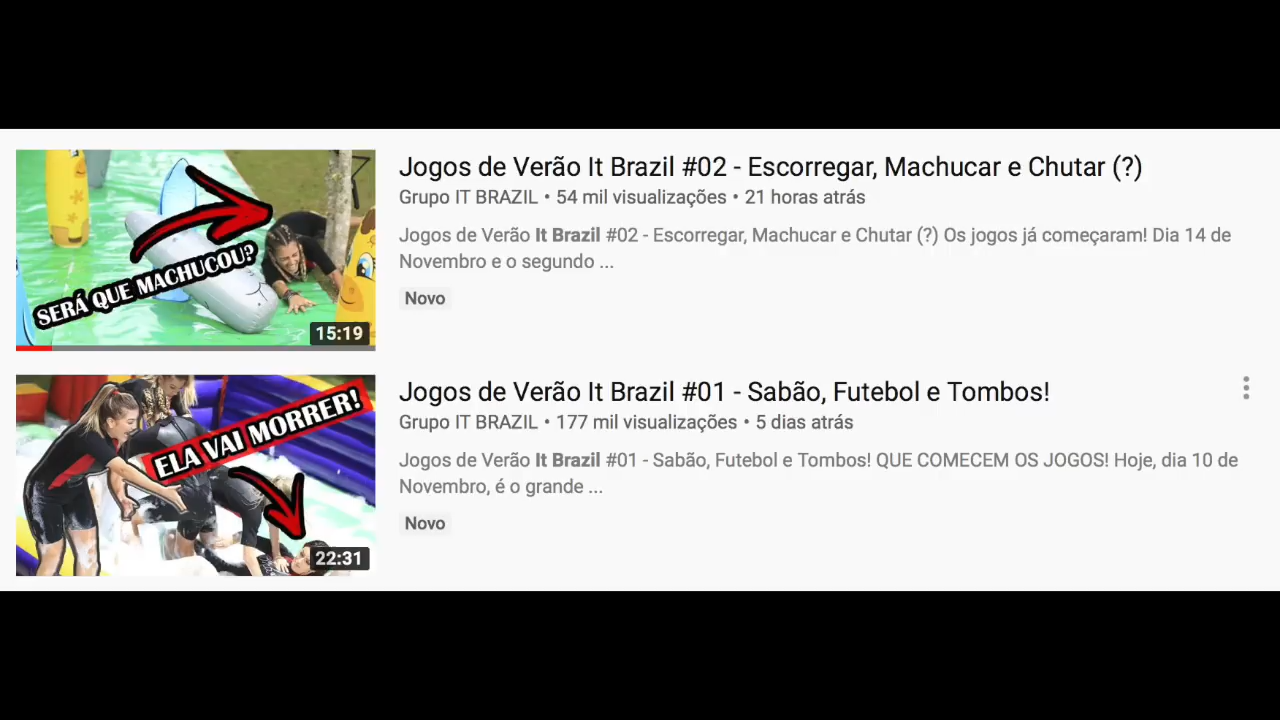 SERÁ QUE MACHUCOU?
15:19
Jogos de Verão It Brazil #02 - Escorregar, Machucar e Chutar (?)
Grupo IT BRAZIL • 54 mil visualizações • 21 horas atrás
Jogos de Verão It Brazil #02 - Escorregar, Machucar e Chutar (?) Os jogos já começaram! Dia 14 de
Novembro e o segundo ...
Novo
ELA VAI MORRER!
22:31
Jogos de Verão It Brazil #01 - Sabão, Futebol e Tombos!
Grupo IT BRAZIL • 177 mil visualizações • 5 dias atrás
Jogos de Verão It Brazil #01 - Sabão, Futebol e Tombos! QUE COMECEM OS JOGOS! Hoje, dia 10 de
Novembro, é o grande ...
Novo